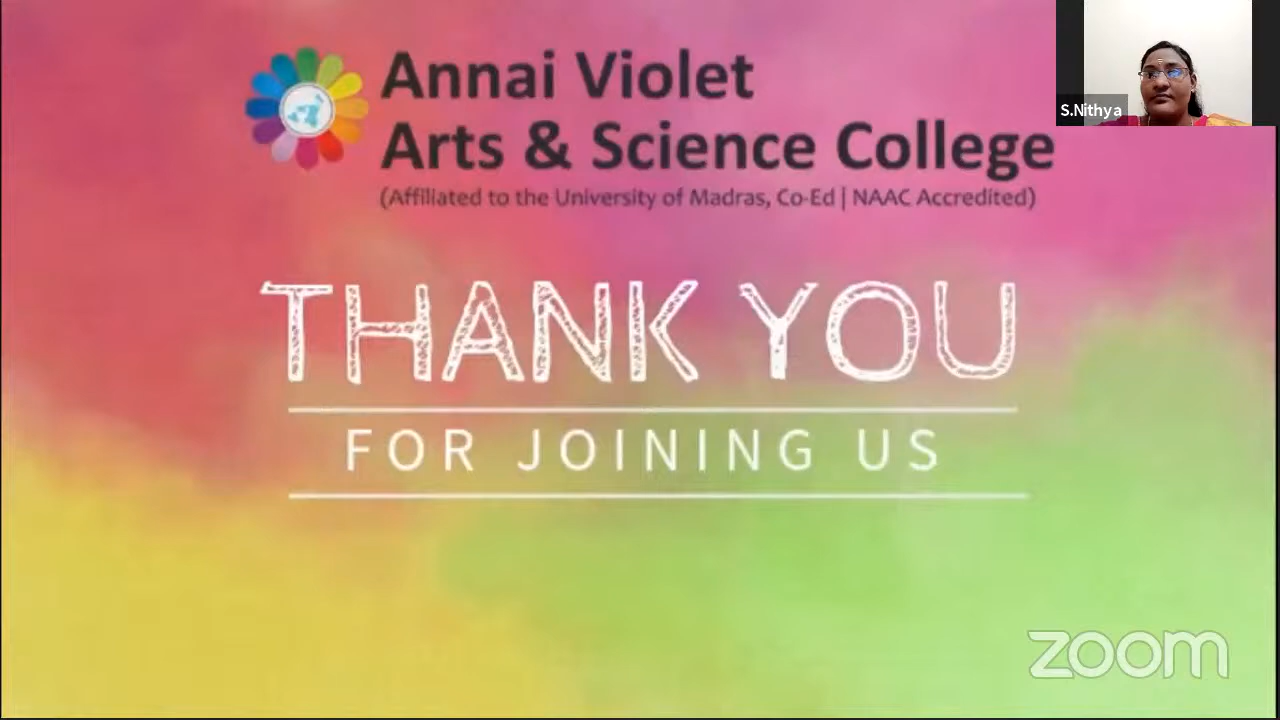 Annai Violet
Arts & Science College
(Affiliated to the University of Madras, Co-Ed | NAAC Accredited)
S.Nithya
THANK YOU
FOR JOINING US
zoom